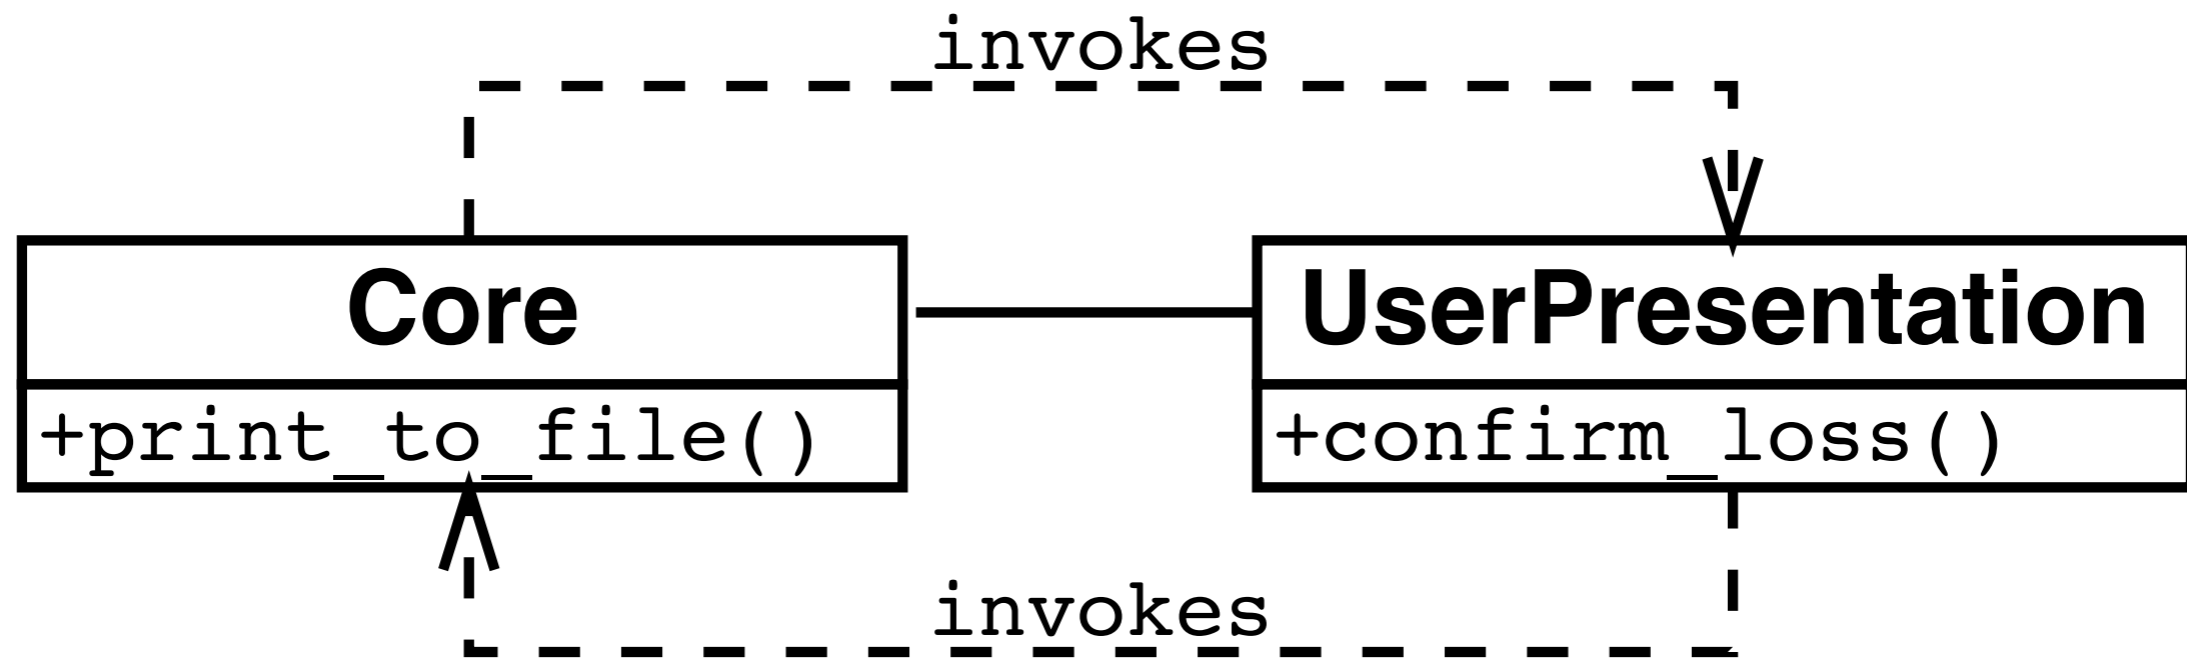 invokes
Core
UserPresentation
+print_to_file()
+confirm_loss()
invokes